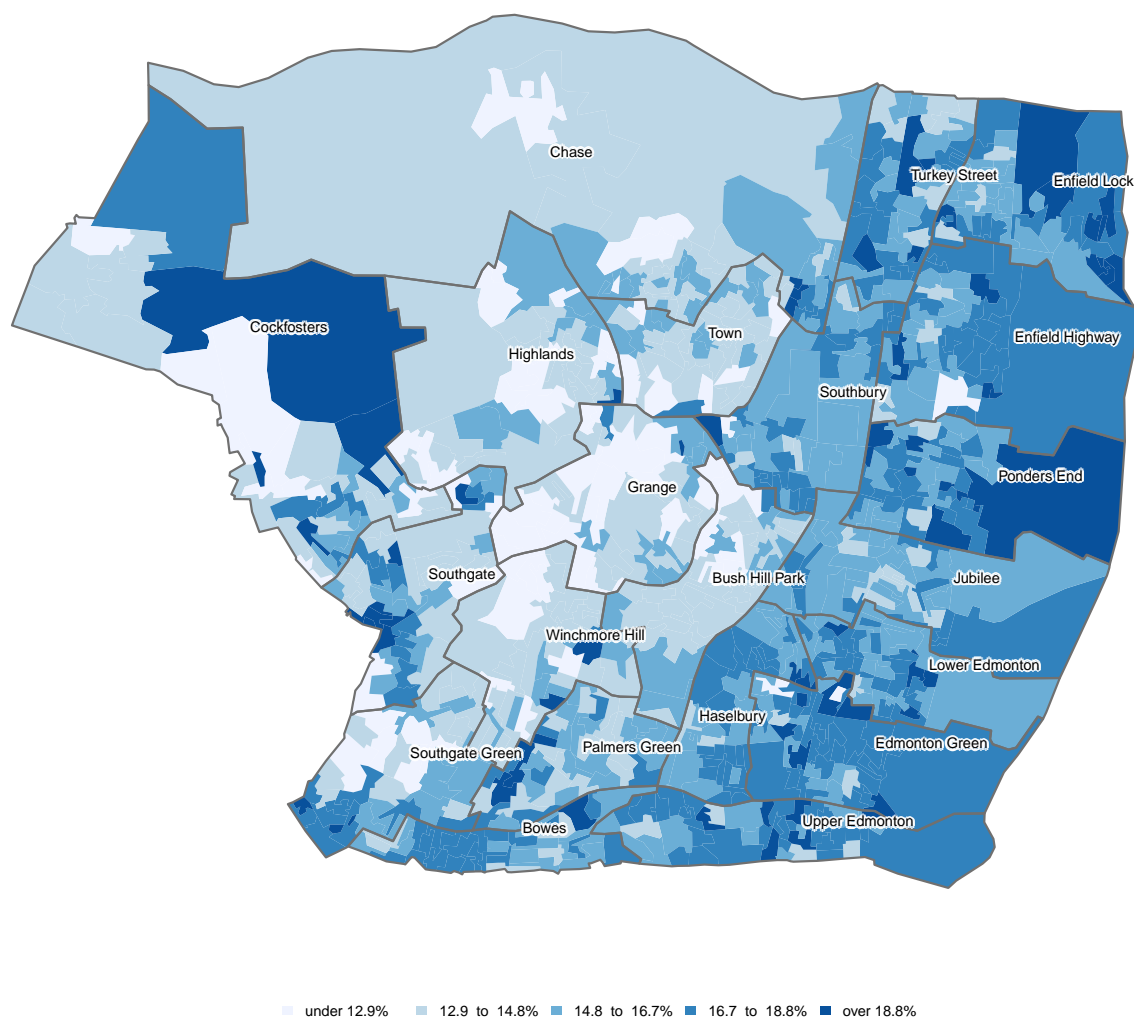 Chase
Turkey Street
Enfield Lock
Cockfosters
Town
Enfield Highway
Highlands
Southbury
Ponders End
Grange
Southgate
Bush Hill Park
Jubilee
Winchmore Hill
Lower Edmonton
Haselbury
Palmers Green
Edmonton Green
Southgate Green
Upper Edmonton
Bowes
under 12.9% 12.9 to 14.8% 14.8 to 16.7% 16.7 to 18.8% over 18.8%